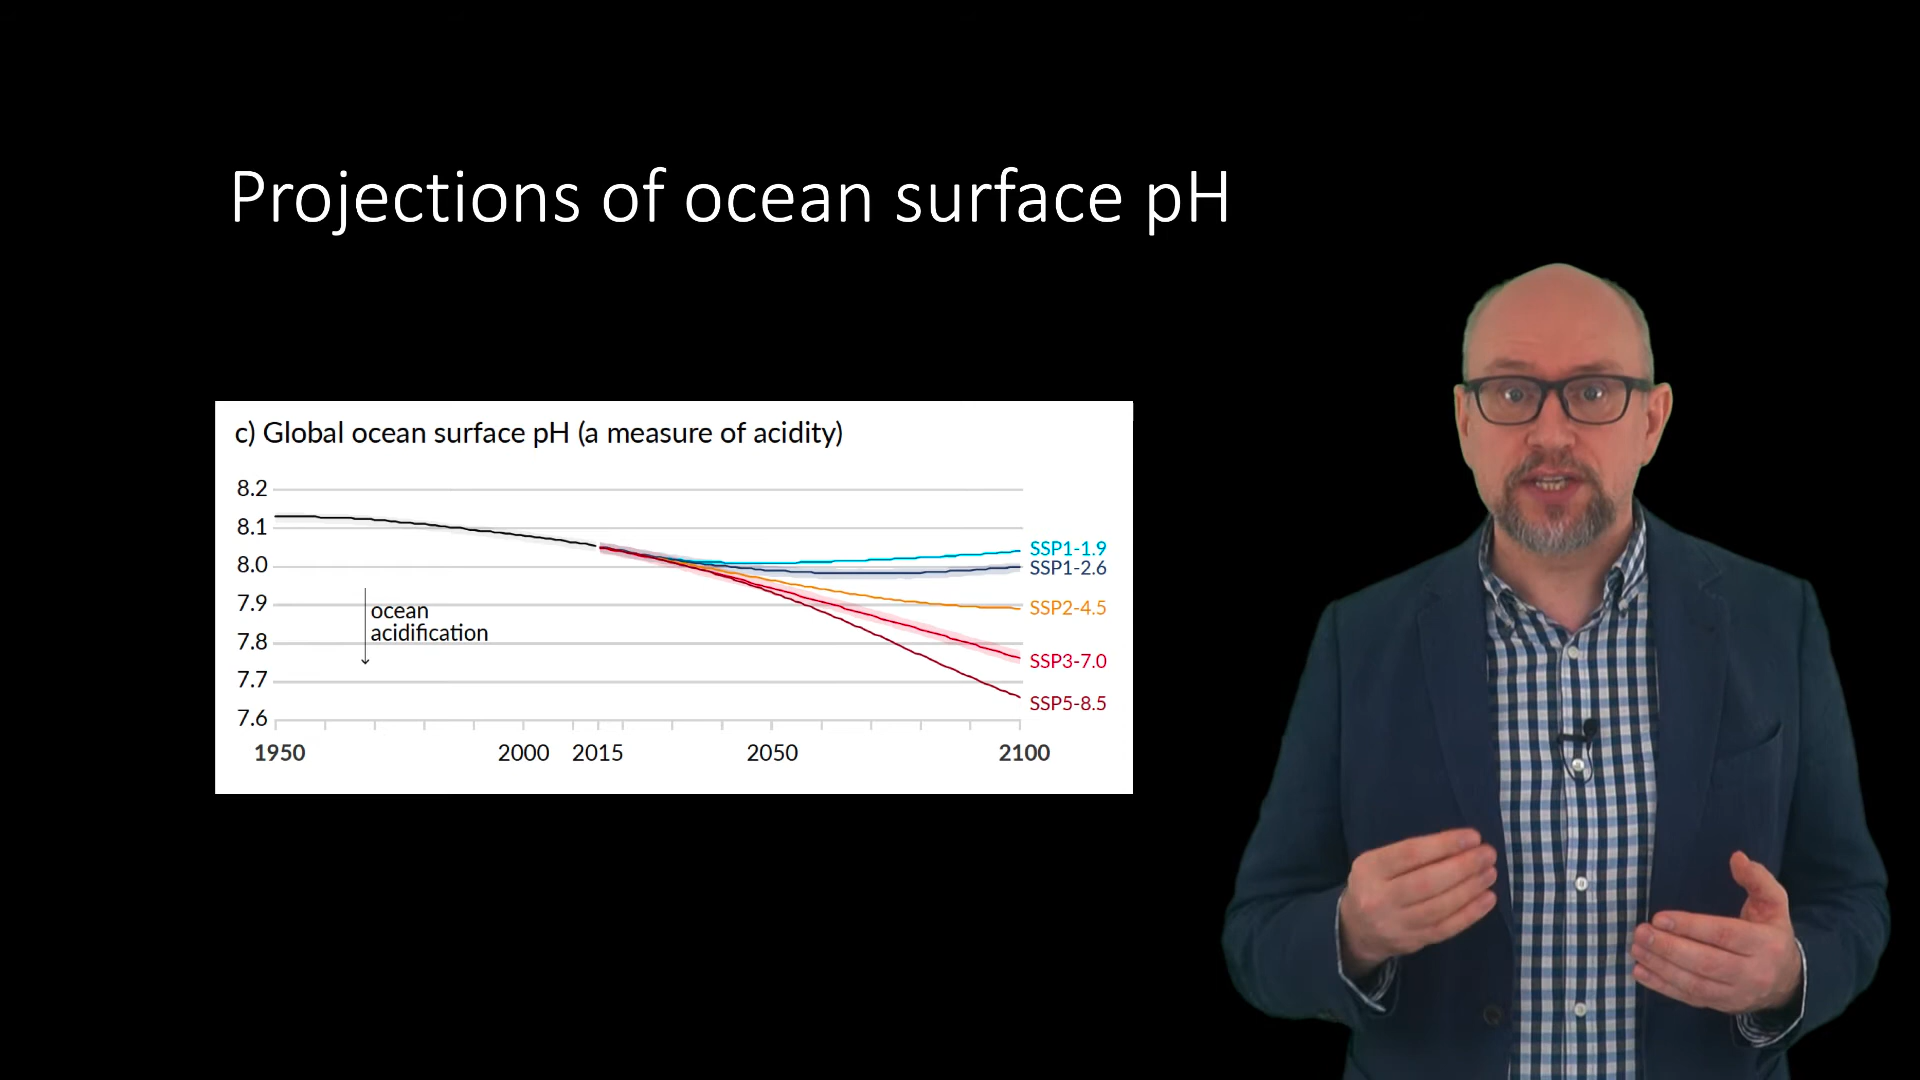 Projections of ocean surface pH
c) Global ocean surface pH (a measure of acidity)
8.2
8.1
8.0
7.9
7.8
7.7
7.6
ocean
acidification
SSP1-1.9
SSP1-2.6
SSP2-4.5
SSP3-7.0
SSP5-8.5
1950 2000 2015 2050 2100